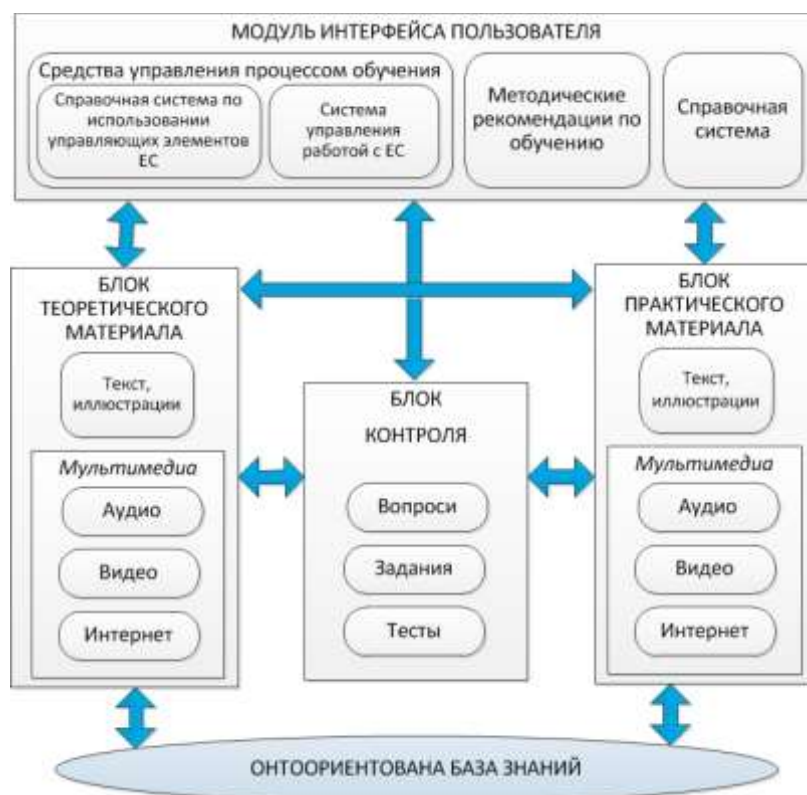 МОДУЛЬ ИНТЕРФЕЙСА ПОЛЬЗОВАТЕЛЯ
Средства управления процессом обучения
Справочная система по
использовании
управляющих элементов
ЕС
Система
управления
работой с ЕС
Методические
рекомендации по
обучению
Справочная
система
БЛОК
ТЕОРЕТИЧЕСКОГО
МАТЕРИАЛА
Текст,
иллюстрации
Мультимедиа
Аудио
Видео
Интернет
БЛОК
КОНТРОЛЯ
Вопроси
Задания
Тесты
БЛОК
ПРАКТИЧЕСКОГО
МАТЕРИАЛА
Текст,
иллюстрации
Мультимедиа
Аудио
Видео
Интернет
ОНТООРИЕНТОВАНА БАЗА ЗНАНИЙ